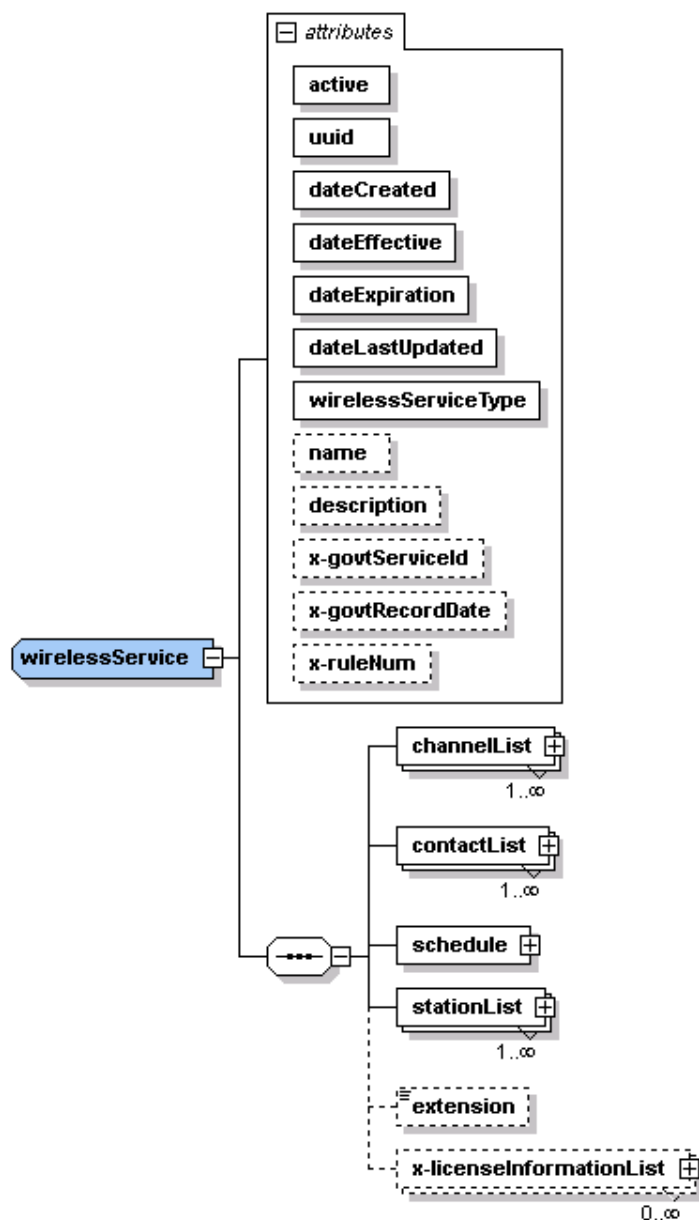 attributes
active
uuid
dateCreated
dateEffective
dateExpiration
dateLastUpdated
wirelessServiceType
name
description
x-govtServiceId
x-govtRecordDate
x-ruleNum
wirelessService
channelList
1..∞
contactList
1..∞
schedule
stationList
1..∞
extension
x-licenseInformationList
0..∞